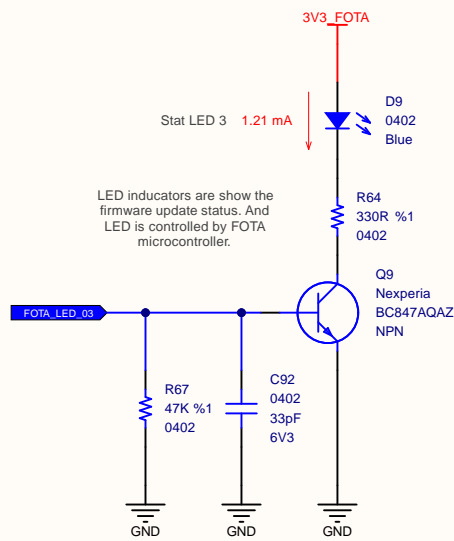 3V3_FOTA
Stat LED 3 1.21 mA
D9
0402
Blue
LED inducators are show the
firmware update status. And
LED is controlled by FOTA
microcontroller.
R64
330R %1
0402
Q9
Nexperia
BC847AQAZ
NPN
FOTA_LED_03
R67
47K %1
0402
C92
0402
33pF
6V3
GND
GND
GND